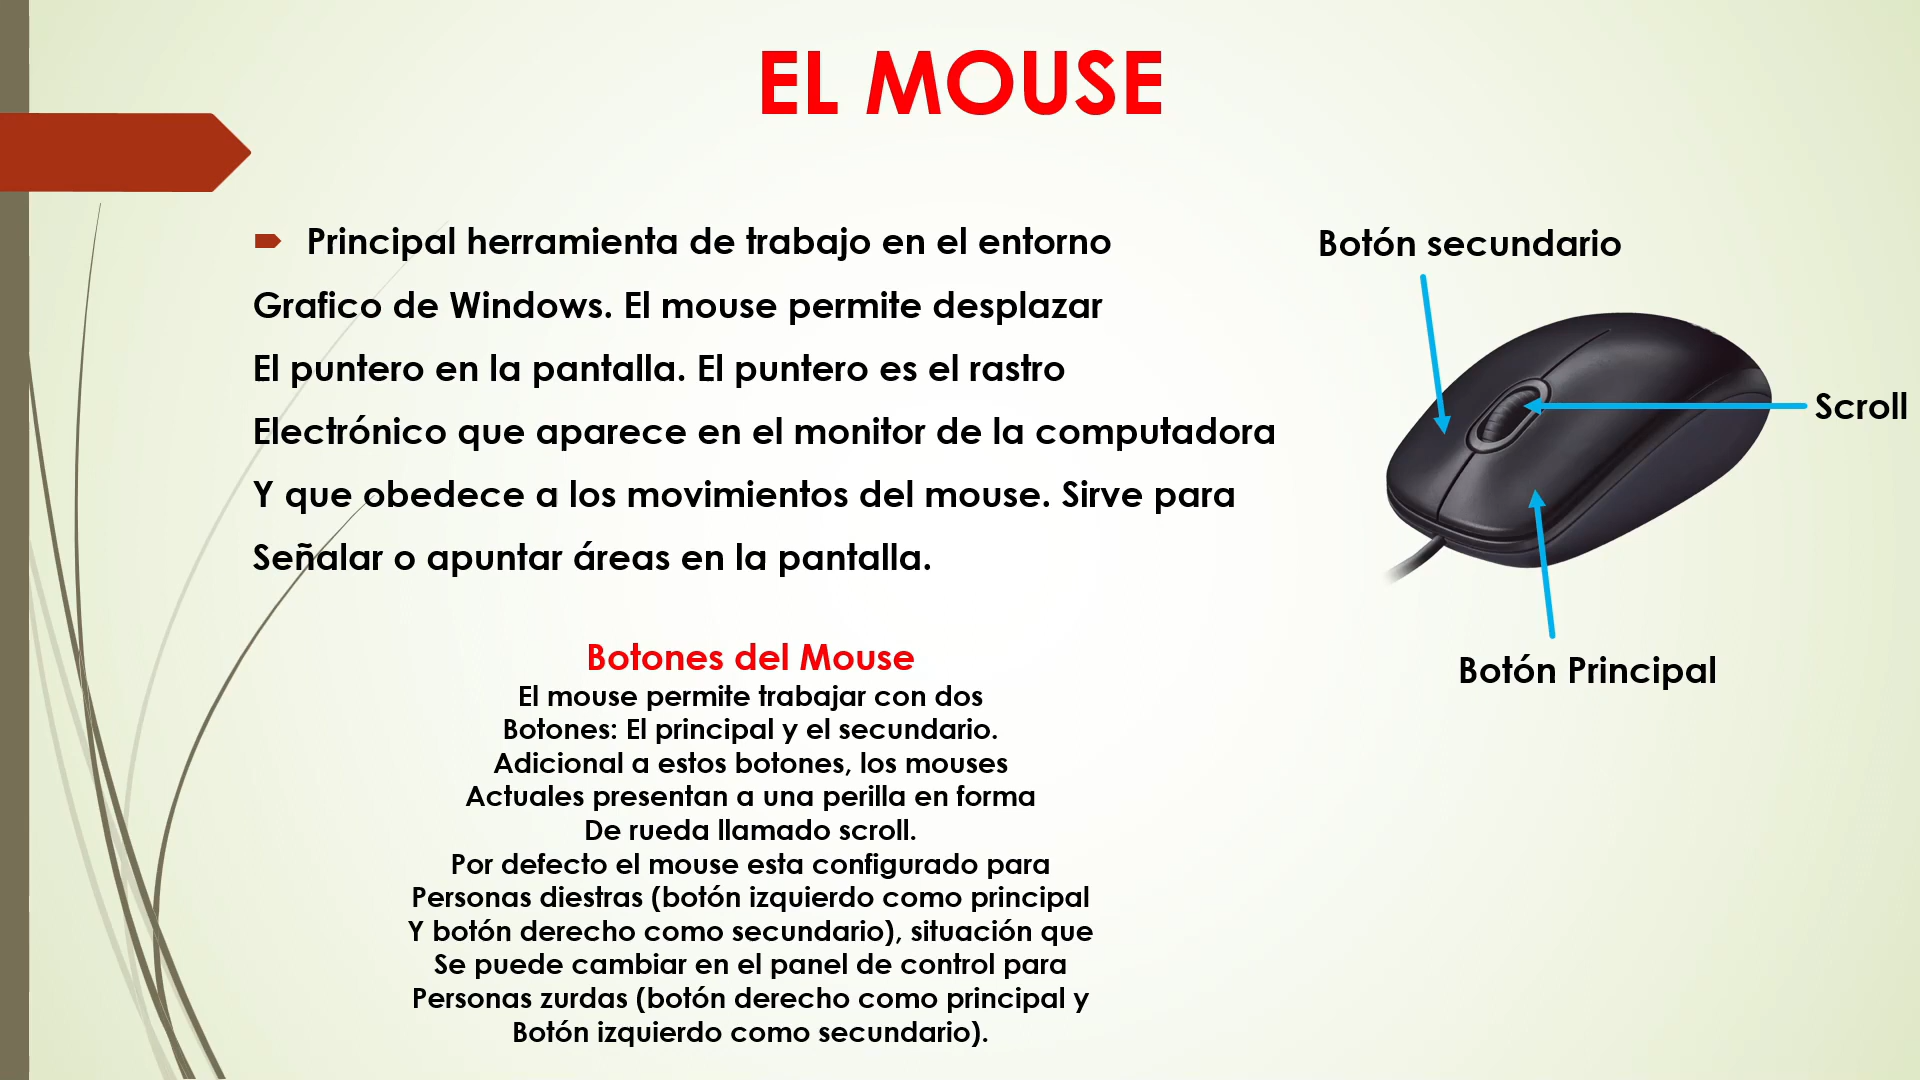 EL MOUSE
Principal herramienta de trabajo en el entorno
Grafico de Windows. El mouse permite desplazar
El puntero en la pantalla. El puntero es el rastro
Electrónico que aparece en el monitor de la computadora
Y que obedece a los movimientos del mouse. Sirve para
Señalar o apuntar áreas en la pantalla.
Botón secundario
Scroll
Botón Principal
Botones del Mouse
El mouse permite trabajar con dos
Botones: El principal y el secundario.
Adicional a estos botones, los mouses
Actuales presentan a una perilla en forma
De rueda llamado scroll.
Por defecto el mouse esta configurado para
Personas diestras (botón izquierdo como principal
Y botón derecho como secundario), situación que
Se puede cambiar en el panel de control para
Personas zurdas (botón derecho como principal y
Botón izquierdo como secundario).